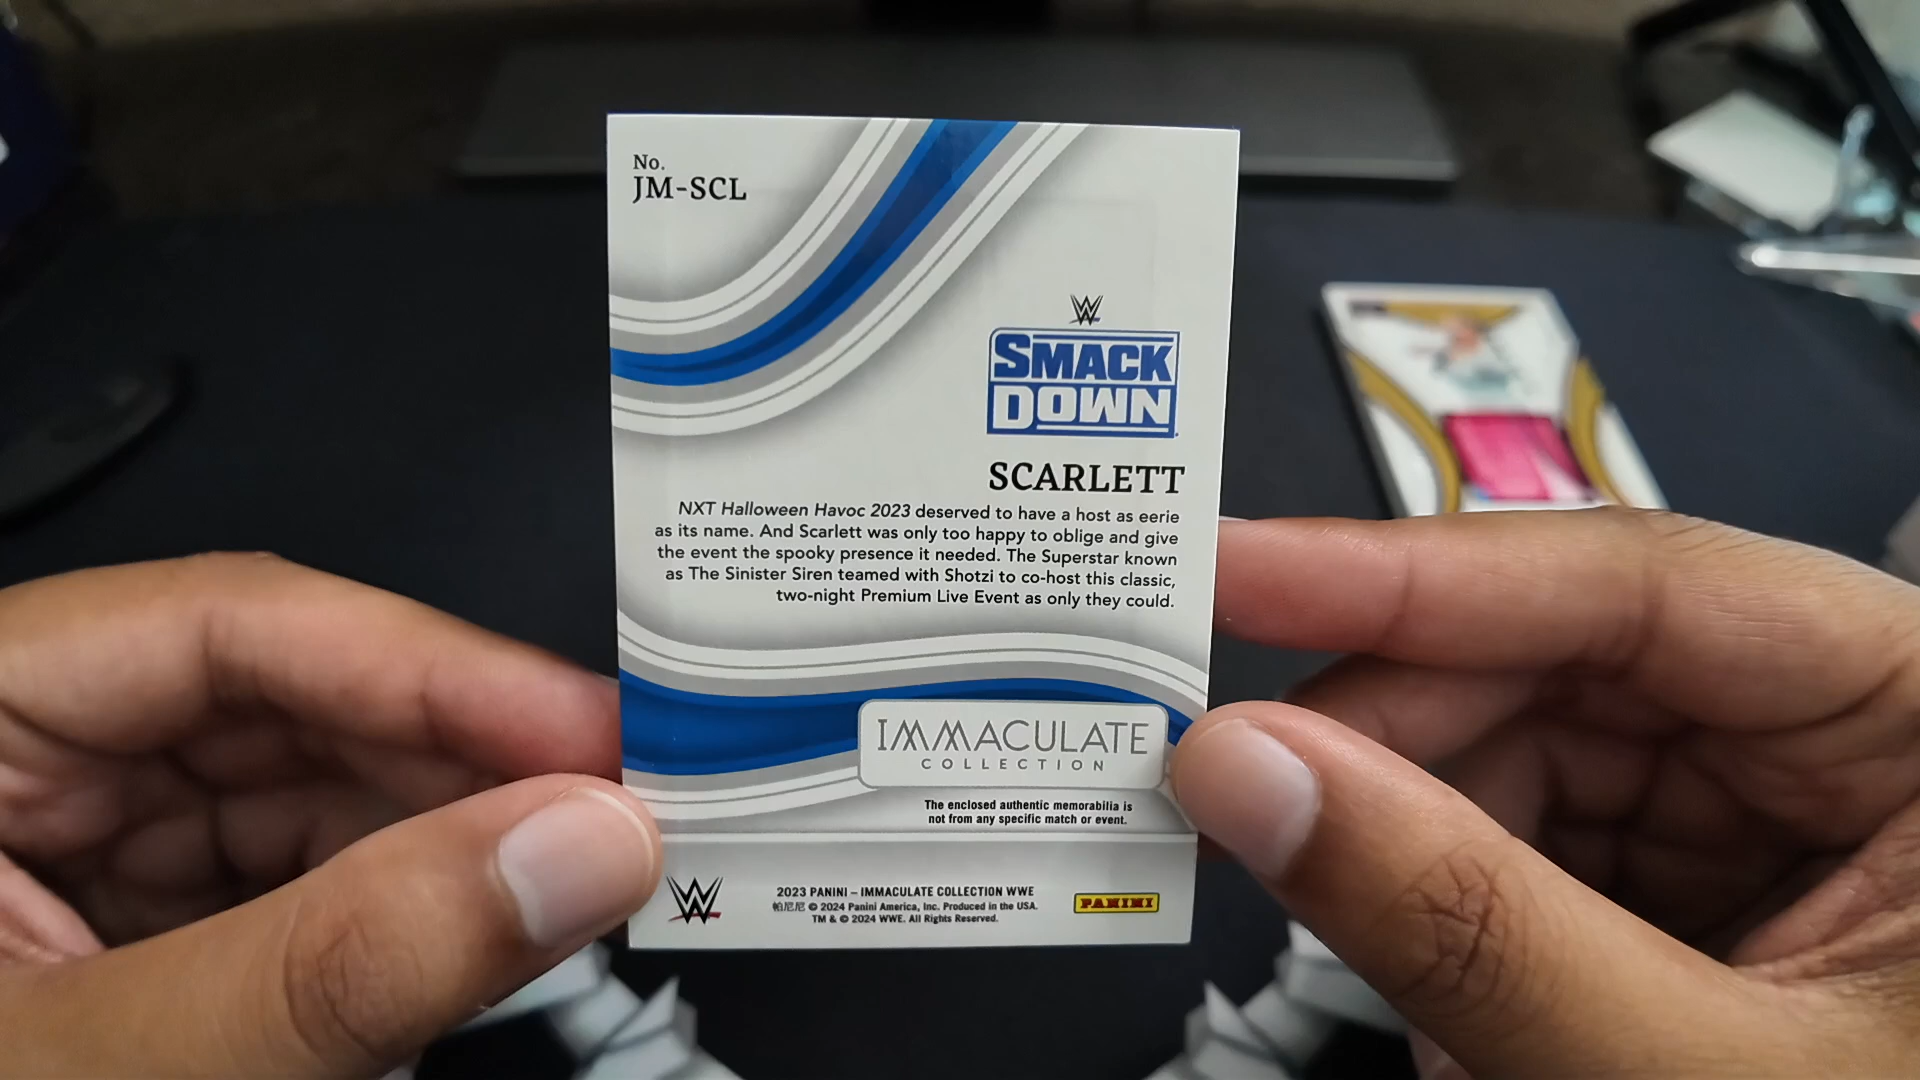 No.
JM-SCL
W
SMACK
DOWN
SCARLETT
NXT Halloween Havoc 2023 deserved to have a host as eerie
as its name. And Scarlett was only too happy to oblige and give
the event the spooky presence it needed. The Superstar known
as The Sinister Siren teamed with Shotzi to co-host this classic,
two-night Premium Live Event as only they could.
IMMACULATE
COLLECTION
The enclosed authentic memorabilia is
not from any specific match or event.
W
2023 PANINI – IMMACULATE COLLECTION WWE
帕尼尼 © 2024 Panini America, Inc. Produced in the USA.
TM & © 2024 WWE. All Rights Reserved.
PANINI